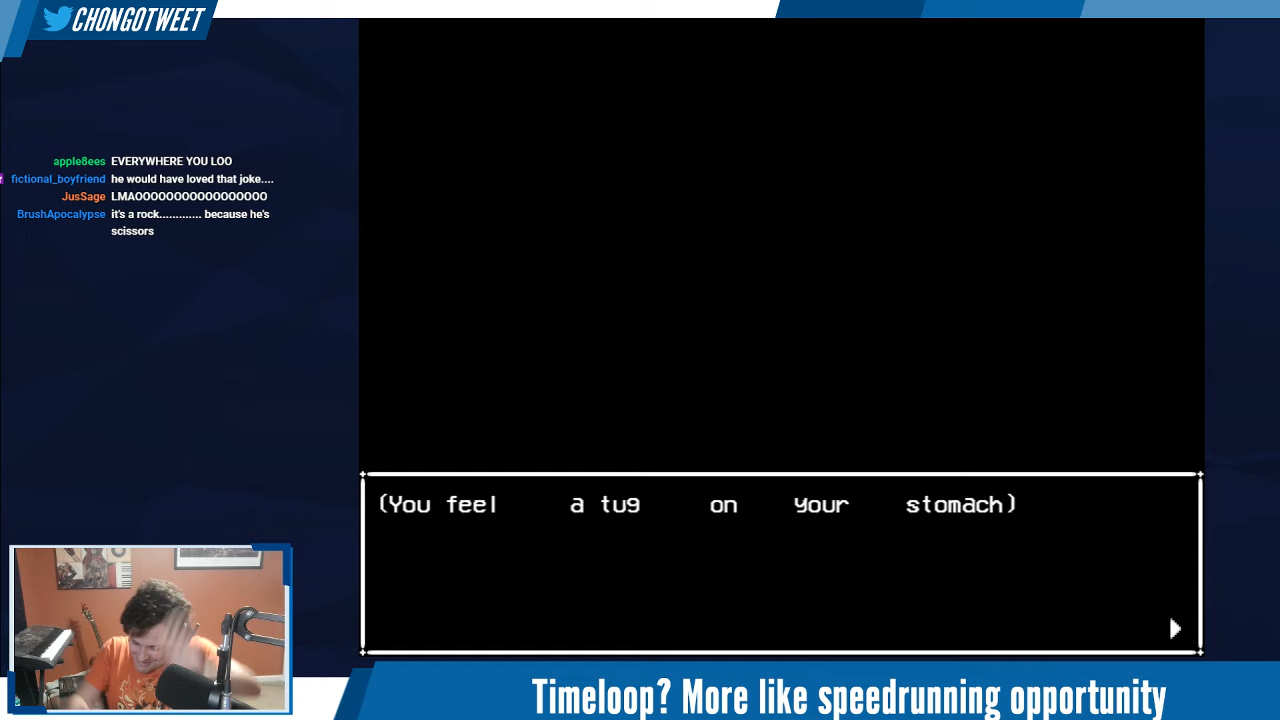 CHONGOTWEET
apple8ees EVERYWHERE YOU LOO
fictional_boyfriend he would have loved that joke....
JusSage LMAOOOOOOOOOOOOOOOOO
BrushApocalypse it's a rock............. because he's
scissors
(You feel a tug on your stomach)
Timeloop? More like speedrunning opportunity